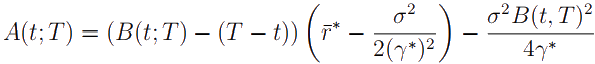 A(t;T) = (B(t;T) − (T − t)) ( r̄* − σ² / 2(γ*)² ) − σ²B(t,T)² / 4γ*